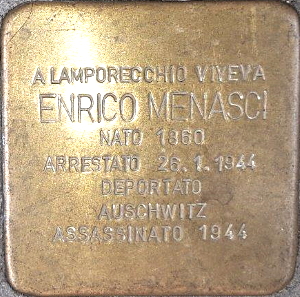 A LAMPORECCHIO VIVEVA
ENRICO MENASCI
NATO 1860
ARRESTATO 26.1.1944
DEPORTATO
AUSCHWITZ
ASSASSINATO 1944